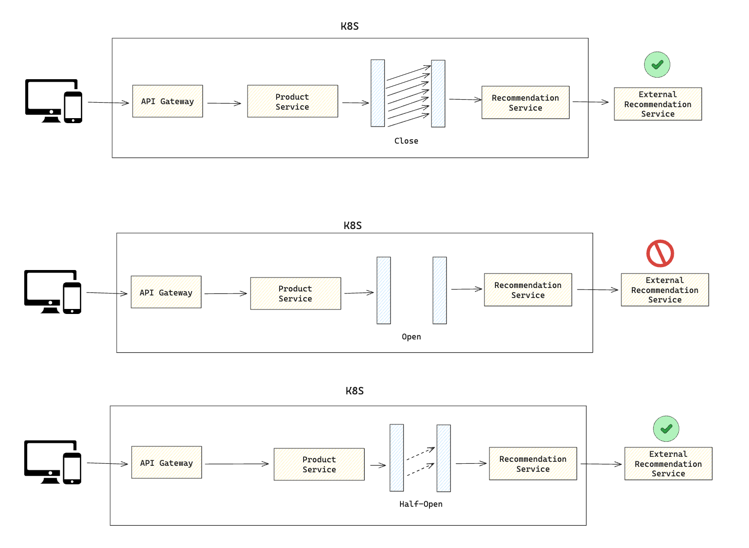 K8S
API Gateway
Product
Service
Close
Recommendation
Service
External
Recommendation
Service
K8S
API Gateway
Product
Service
Open
Recommendation
Service
External
Recommendation
Service
K8S
API Gateway
Product
Service
Half-Open
Recommendation
Service
External
Recommendation
Service